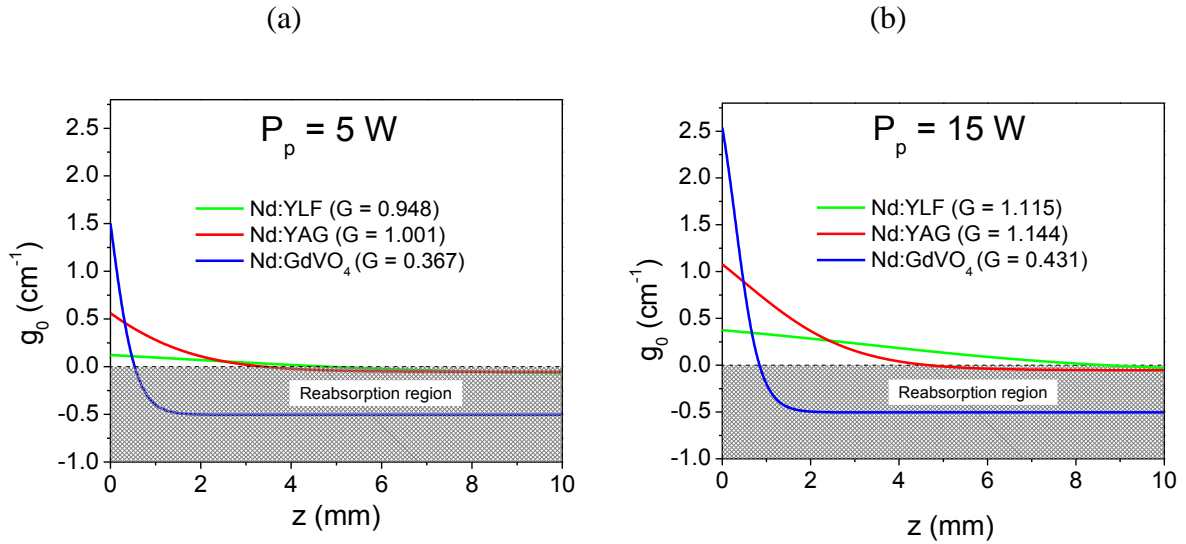 (a)
P_p = 5 W
2.5
2.0
1.5
1.0
0.5
0.0
-0.5
-1.0
g_0 (cm^-1)
Nd:YLF (G = 0.948)
Nd:YAG (G = 1.001)
Nd:GdVO_4 (G = 0.367)
Reabsorption region
0 2 4 6 8 10
z (mm)
(b)
P_p = 15 W
2.5
2.0
1.5
1.0
0.5
0.0
-0.5
-1.0
g_0 (cm^-1)
Nd:YLF (G = 1.115)
Nd:YAG (G = 1.144)
Nd:GdVO_4 (G = 0.431)
Reabsorption region
0 2 4 6 8 10
z (mm)